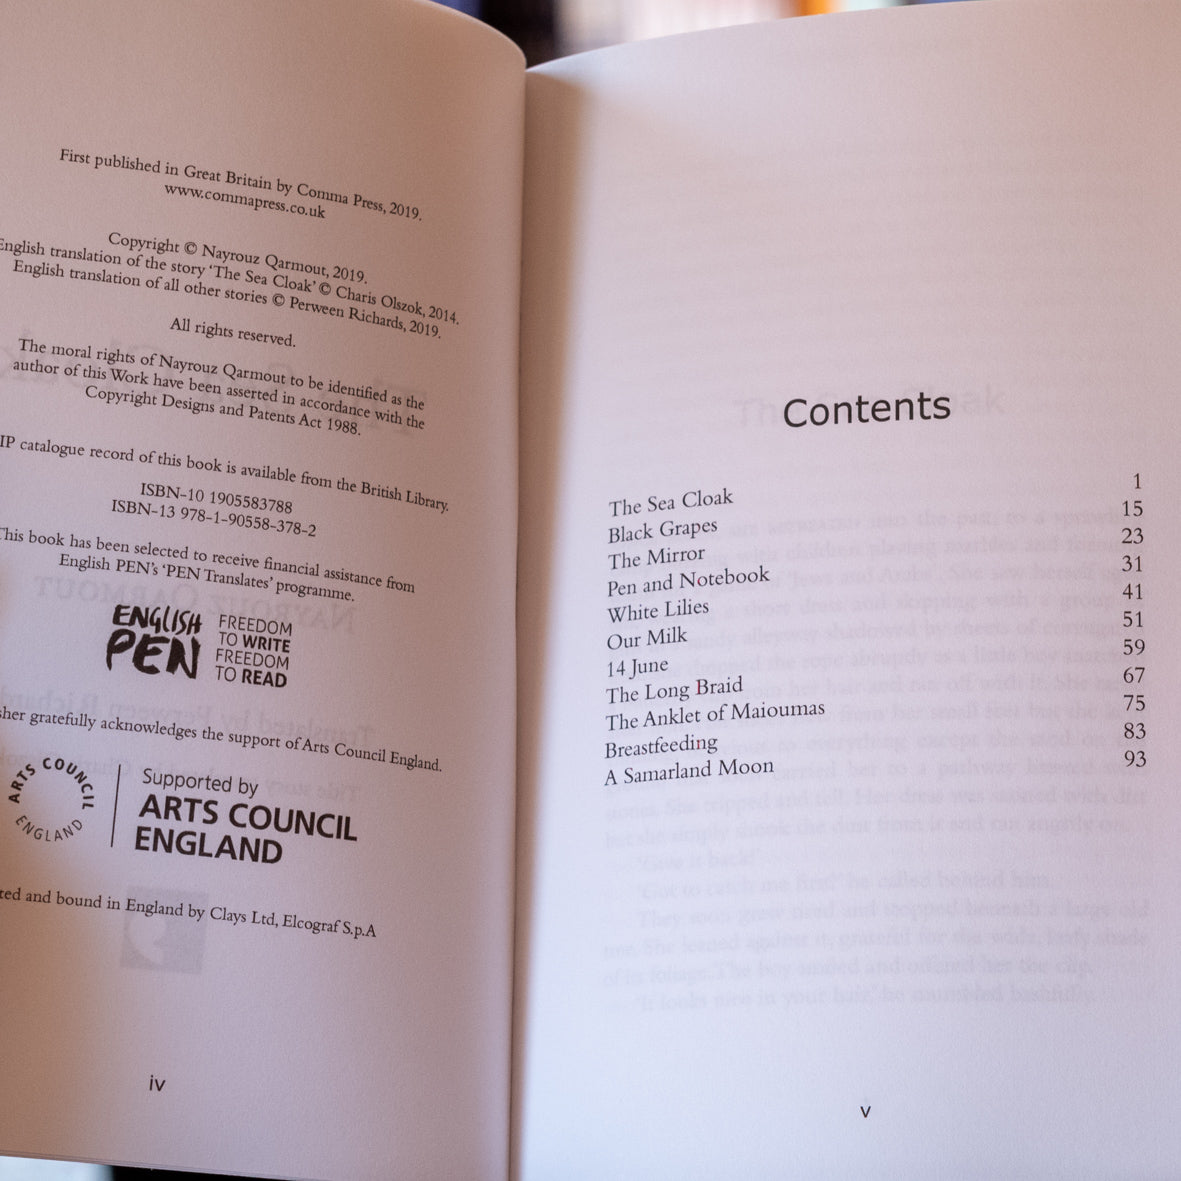 First published in Great Britain by Comma Press, 2019.
www.commapress.co.uk
Copyright © Nayrouz Qarmout, 2019.
English translation of the story 'The Sea Cloak' © Charis Olszok, 2014.
English translation of all other stories © Perween Richards, 2019.
All rights reserved.
The moral rights of Nayrouz Qarmout to be identified as the
author of this Work have been asserted in accordance with the
Copyright Designs and Patents Act 1988.
IP catalogue record of this book is available from the British Library.
ISBN-10 1905583788
ISBN-13 978-1-90558-378-2
This book has been selected to receive financial assistance from
English PEN's 'PEN Translates' programme.
ENGLISH PEN
FREEDOM
TO WRITE
FREEDOM
TO READ
sher gratefully acknowledges the support of Arts Council England.
ARTS COUNCIL ENGLAND
Supported by
ARTS COUNCIL
ENGLAND
ted and bound in England by Clays Ltd, Elcograf S.p.A
iv
Contents
The Sea Cloak 1
Black Grapes 15
The Mirror 23
Pen and Notebook 31
White Lilies 41
Our Milk 51
14 June 59
The Long Braid 67
The Anklet of Maioumas 75
Breastfeeding 83
A Samarland Moon 93
v